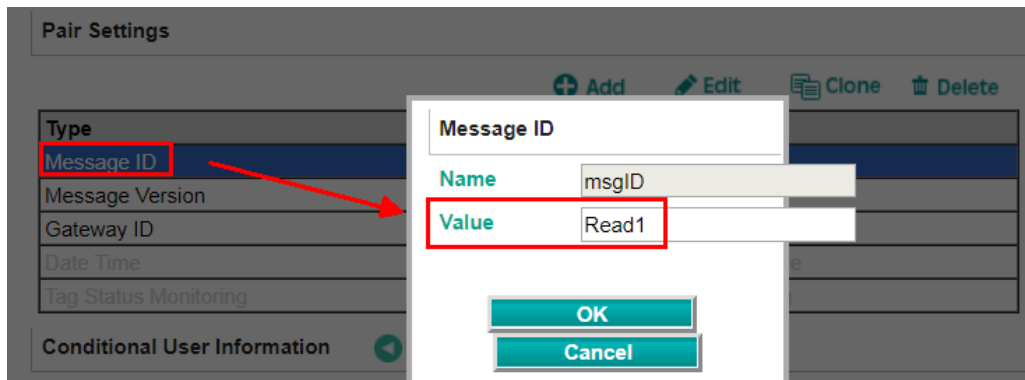 Pair Settings
Add Edit Clone Delete
Type
Message ID
Message Version
Gateway ID
Date Time
Tag Status Monitoring
Conditional User Information
Message ID
Name msgID
Value Read1
OK
Cancel